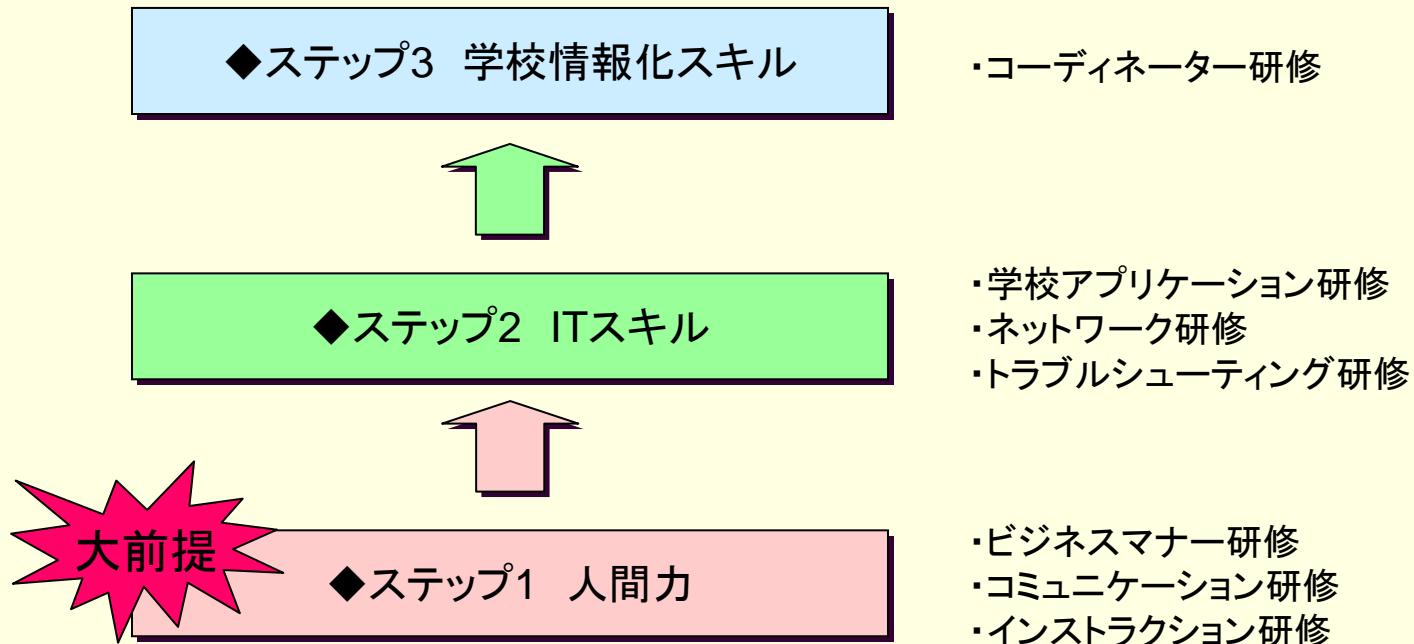 ◆ステップ3　学校情報化スキル
・コーディネーター研修
◆ステップ2　ITスキル
・学校アプリケーション研修
・ネットワーク研修
・トラブルシューティング研修
大前提
◆ステップ1　人間力
・ビジネスマナー研修
・コミュニケーション研修
・インストラクション研修